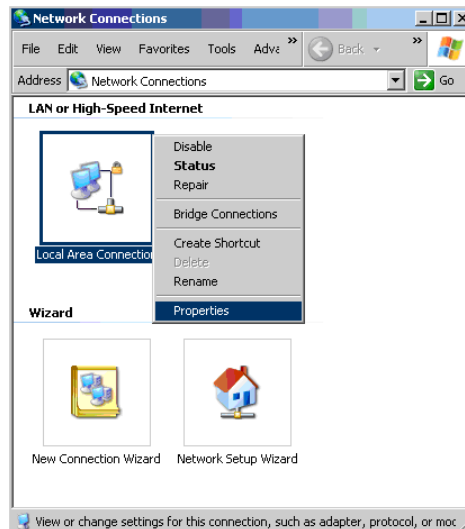 Network Connections
File Edit View Favorites Tools Adva » Back »
Address Network Connections Go
LAN or High-Speed Internet
Disable
Status
Repair
Bridge Connections
Create Shortcut
Delete
Rename
Properties
Local Area Connection
Wizard
New Connection Wizard Network Setup Wizard
View or change settings for this connection, such as adapter, protocol, or moc